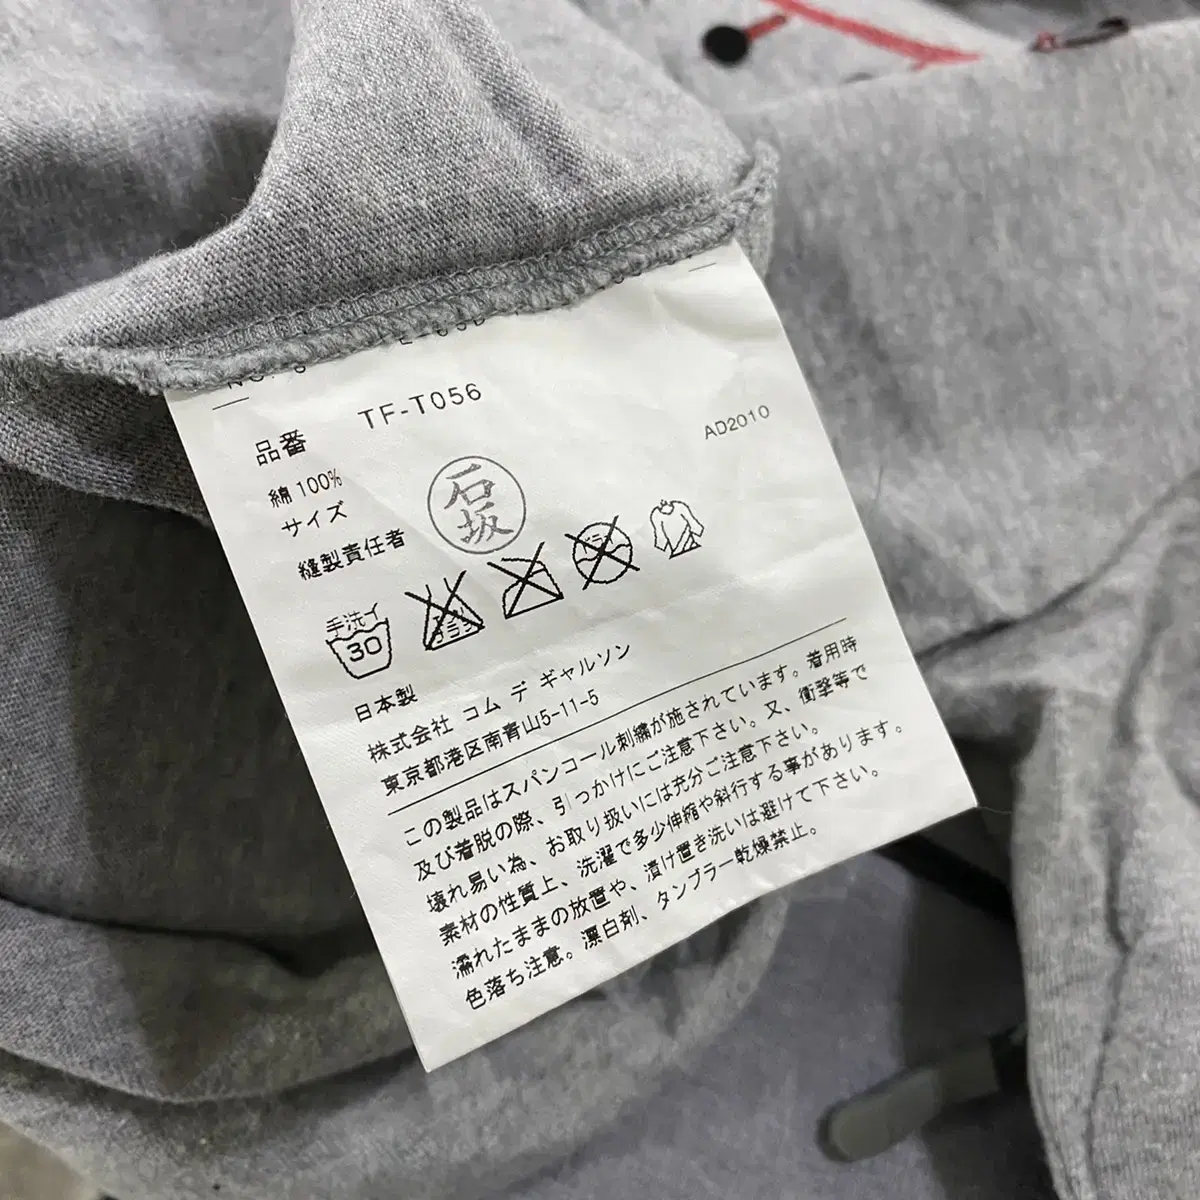 品番 TF-T056
AD2010
綿 100%
サイズ
縫製責任者 石坂
手洗イ
30
日本製
株式会社 コム デ ギャルソン
東京都港区南青山5-11-5
この製品はスパンコール刺繍が施されています。着用時
及び着脱の際、引っかけにご注意下さい。又、衝撃等で
壊れ易い為、お取り扱いには充分ご注意下さい。
素材の性質上、洗濯で多少伸縮や斜行する事があります。
濡れたままの放置や、漬け置き洗いは避けて下さい。
色落ち注意。漂白剤、タンブラー乾燥禁止。